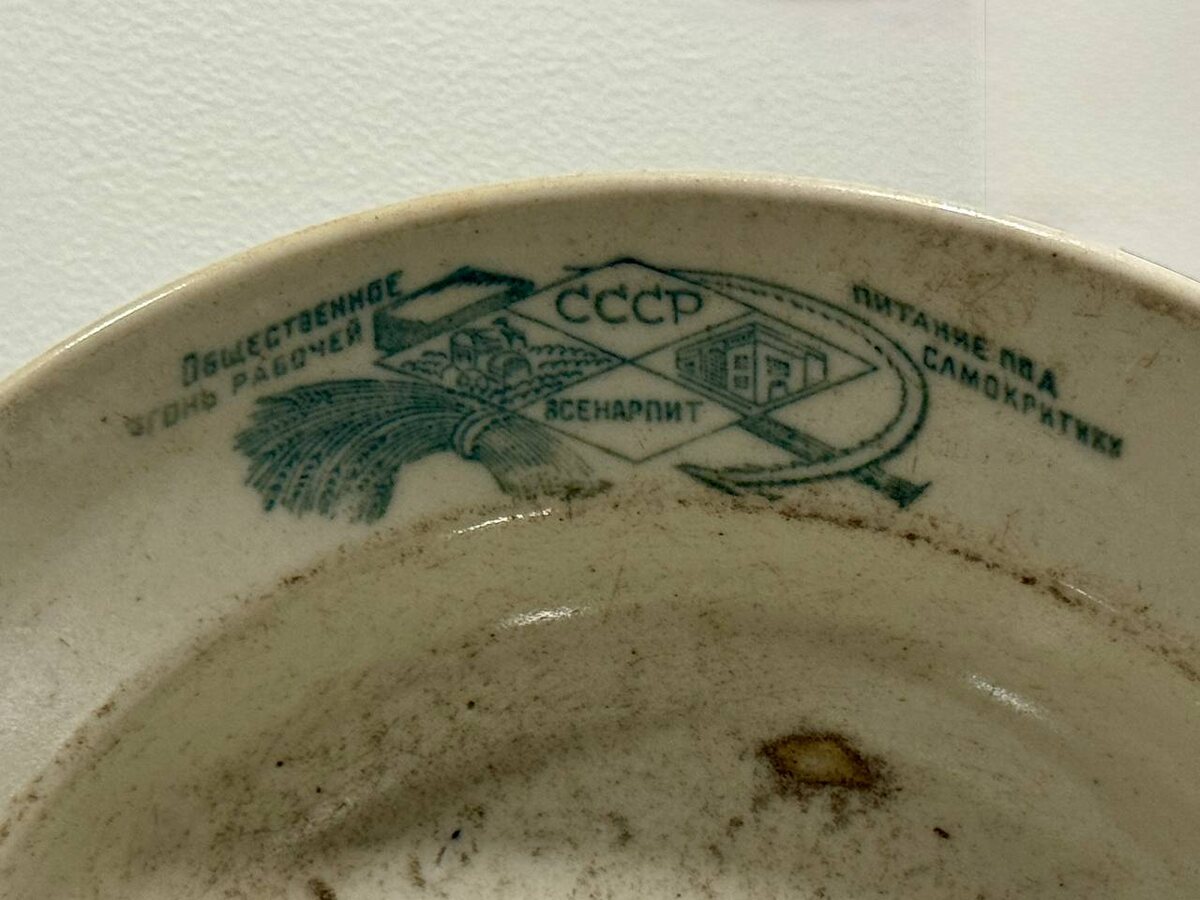 Общественное
огонь рабочей
СССР
Всенарпит
питание под
самокритики